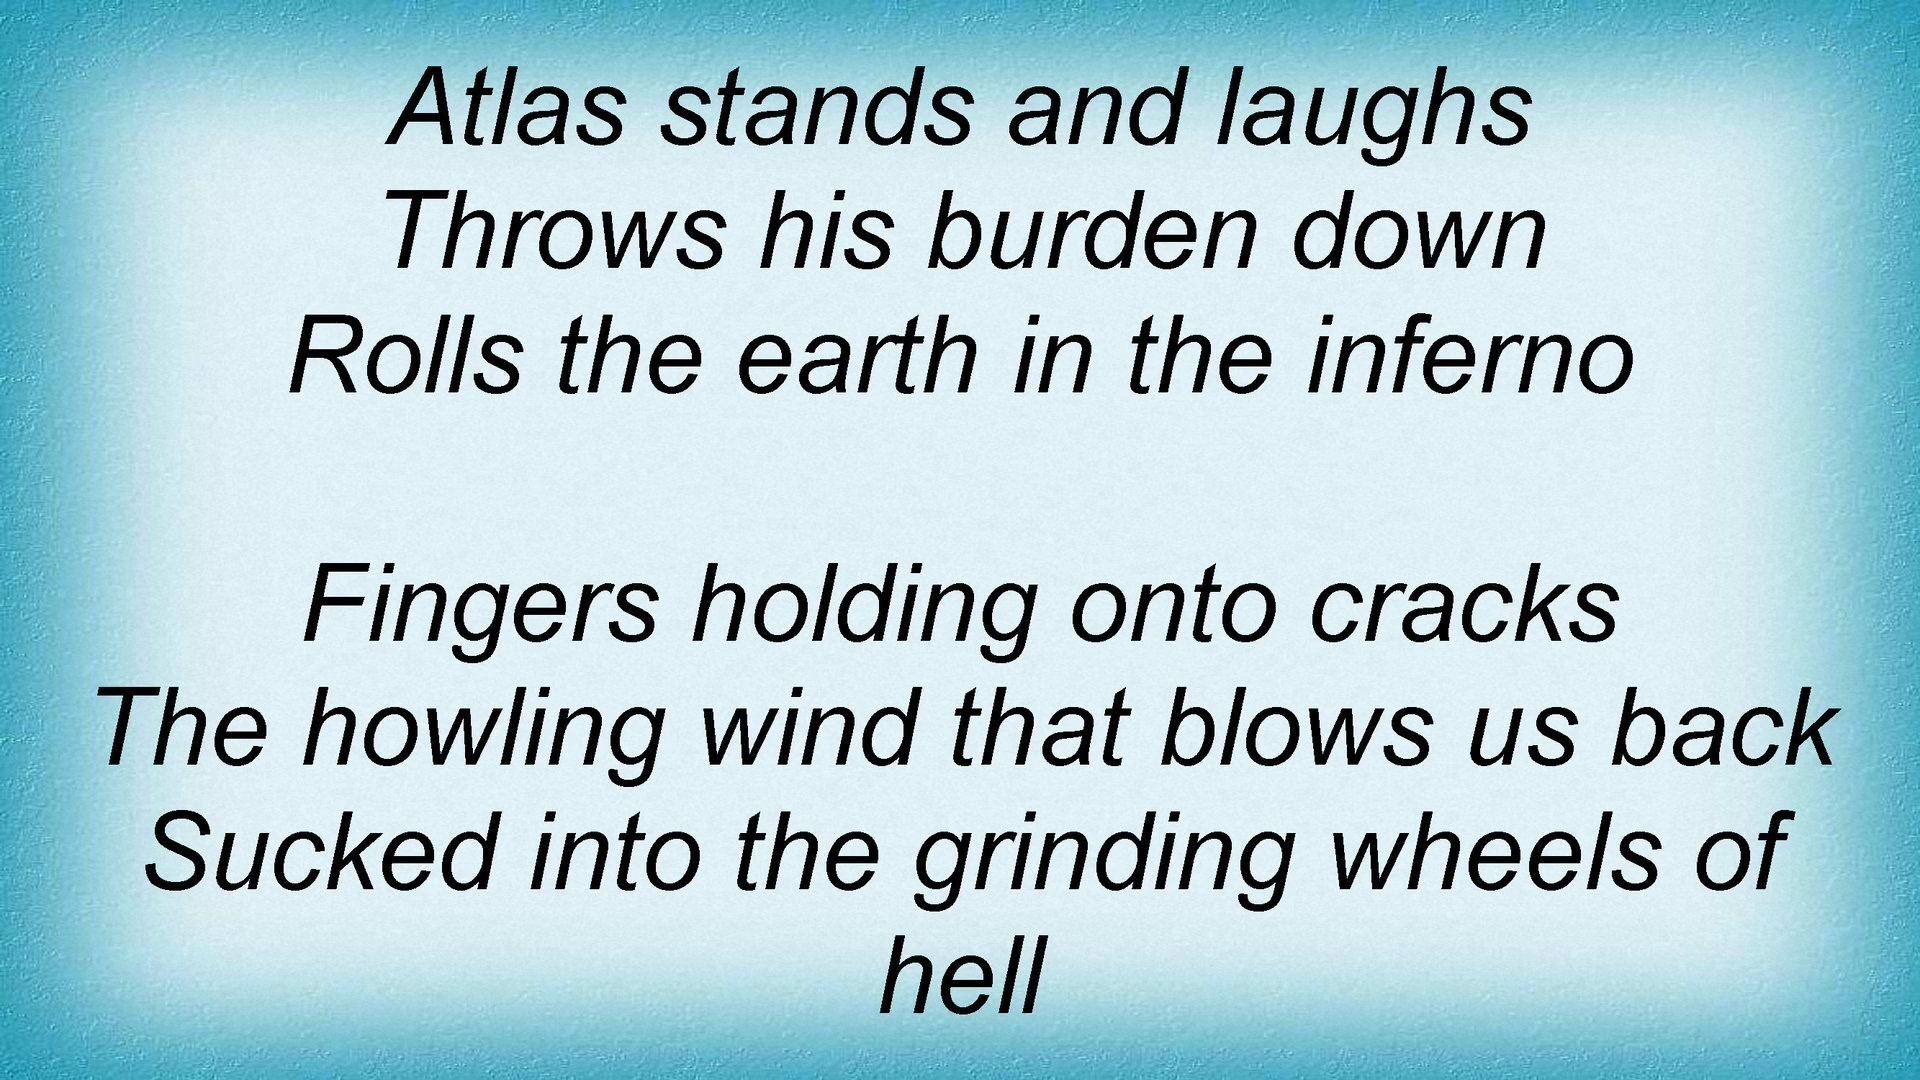 Atlas stands and laughs
Throws his burden down
Rolls the earth in the inferno
Fingers holding onto cracks
The howling wind that blows us back
Sucked into the grinding wheels of
hell